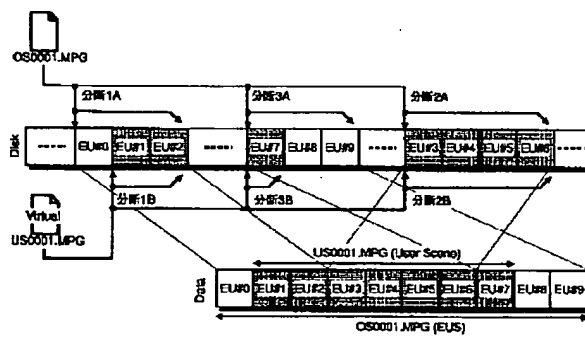 OS0001.MPG
分断1A
分断3A
分断2A
Disk
EU#0
EU#1
EU#2
EU#7
EU#8
EU#9
EU#3
EU#4
EU#5
EU#6
Virtual
US0001.MPG
分断1B
分断3B
分断2B
US0001.MPG (User Scene)
Data
EU#0
EU#1
EU#2
EU#3
EU#4
EU#5
EU#6
EU#7
EU#8
EU#9
OS0001.MPG (EUS)